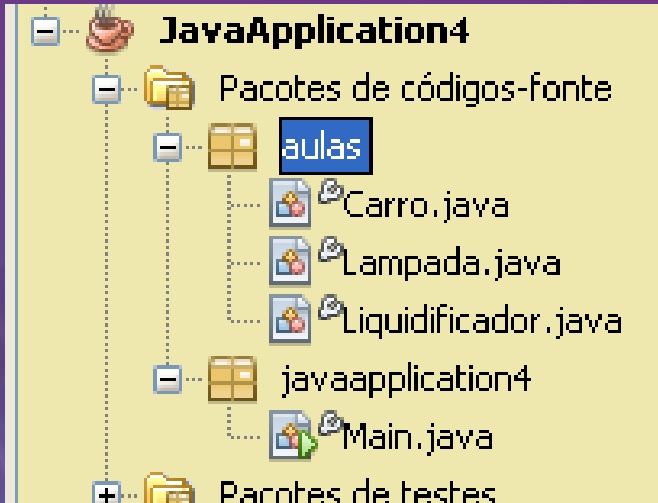 JavaApplication4
Pacotes de códigos-fonte
aulas
Carro.java
Lampada.java
Liquidificador.java
javaapplication4
Main.java
Pacotes de testes